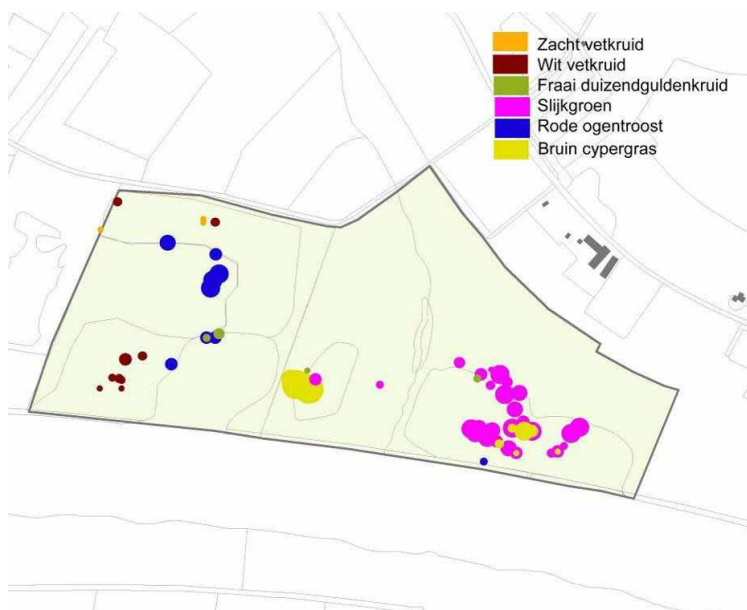 Zacht vetkruid
Wit vetkruid
Fraai duizendguldenkruid
Slijkgroen
Rode ogentroost
Bruin cypergras